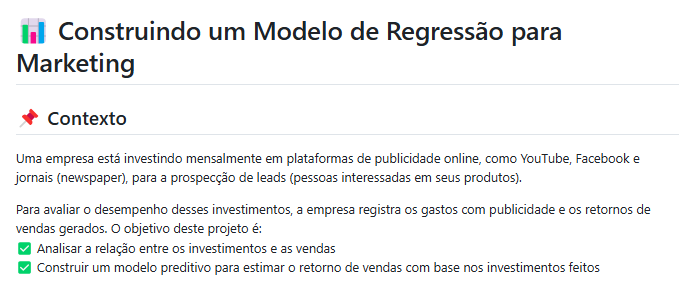 📊 Construindo um Modelo de Regressão para
Marketing
📌 Contexto
Uma empresa está investindo mensalmente em plataformas de publicidade online, como YouTube, Facebook e
jornais (newspaper), para a prospecção de leads (pessoas interessadas em seus produtos).
Para avaliar o desempenho desses investimentos, a empresa registra os gastos com publicidade e os retornos de
vendas gerados. O objetivo deste projeto é:
✅ Analisar a relação entre os investimentos e as vendas
✅ Construir um modelo preditivo para estimar o retorno de vendas com base nos investimentos feitos